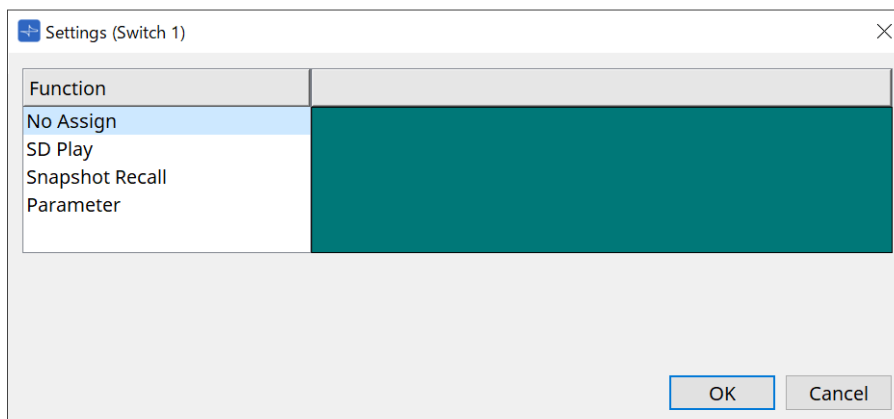 Settings (Switch 1)
Function
No Assign
SD Play
Snapshot Recall
Parameter
OK
Cancel